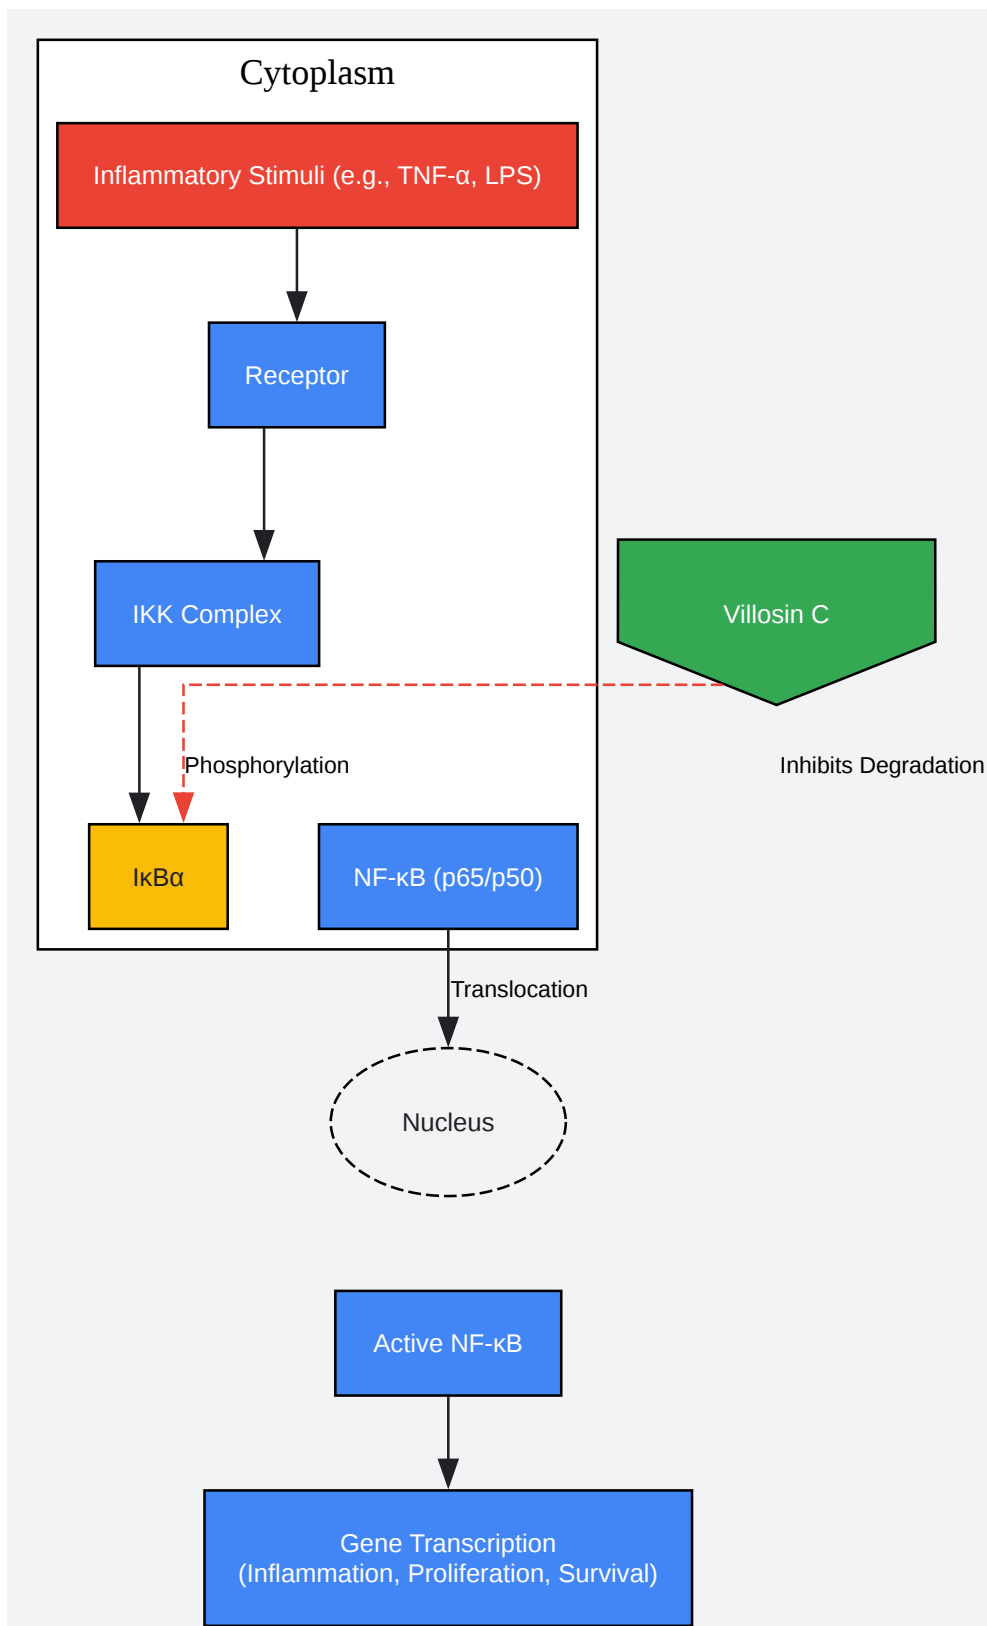 Cytoplasm
Inflammatory Stimuli (e.g., TNF-α, LPS)
Receptor
IKK Complex
Villosin C
Phosphorylation
Inhibits Degradation
IκBα
NF-κB (p65/p50)
Translocation
Nucleus
Active NF-κB
Gene Transcription
(Inflammation, Proliferation, Survival)